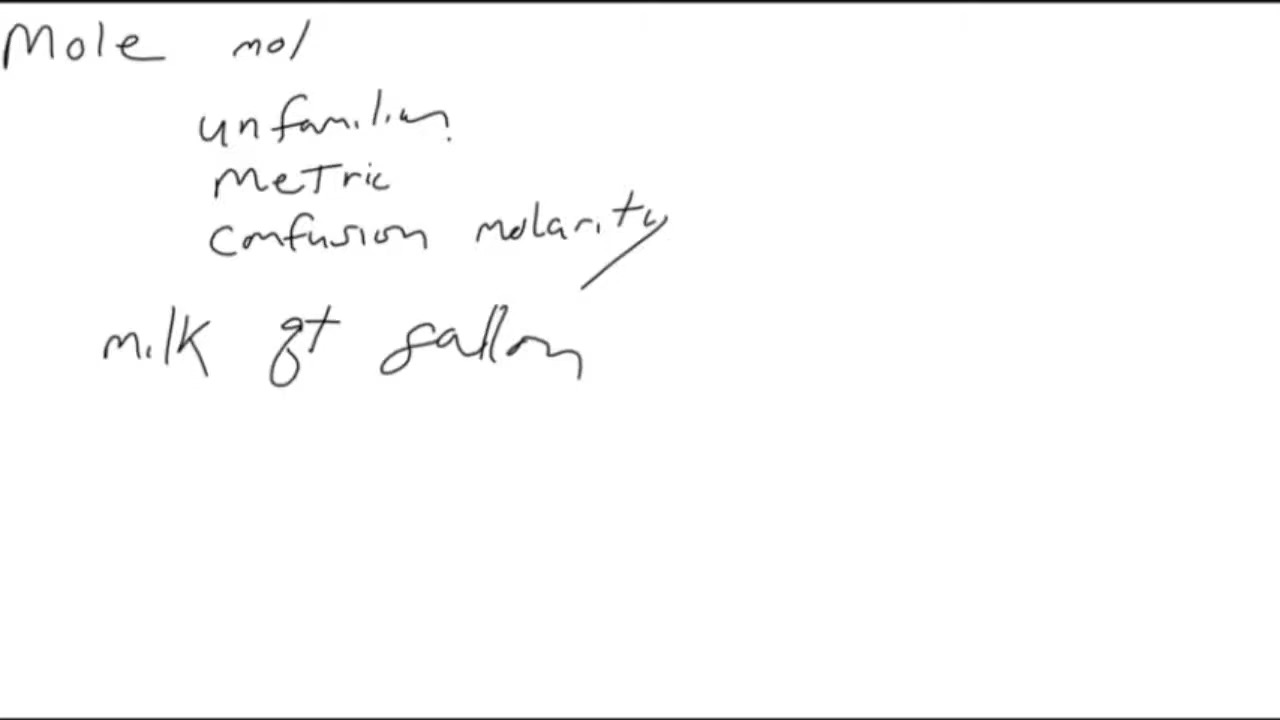 Mole mol
unfamiliar
Metric
confusion molarity
milk qt gallon